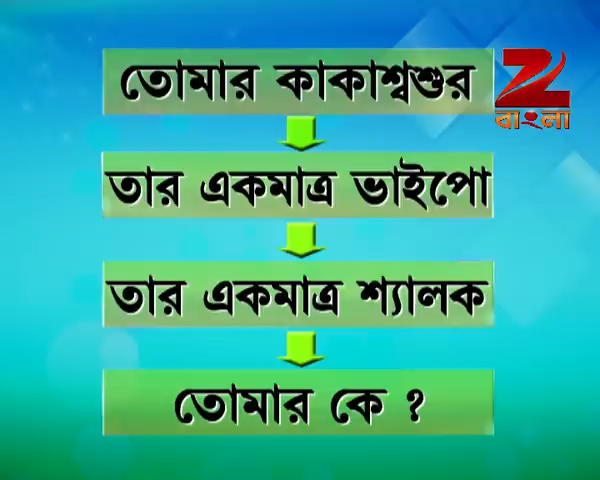 তোমার কাকাশ্বশুর
Z
বাংলা
তার একমাত্র ভাইপো
তার একমাত্র শ্যালক
তোমার কে ?